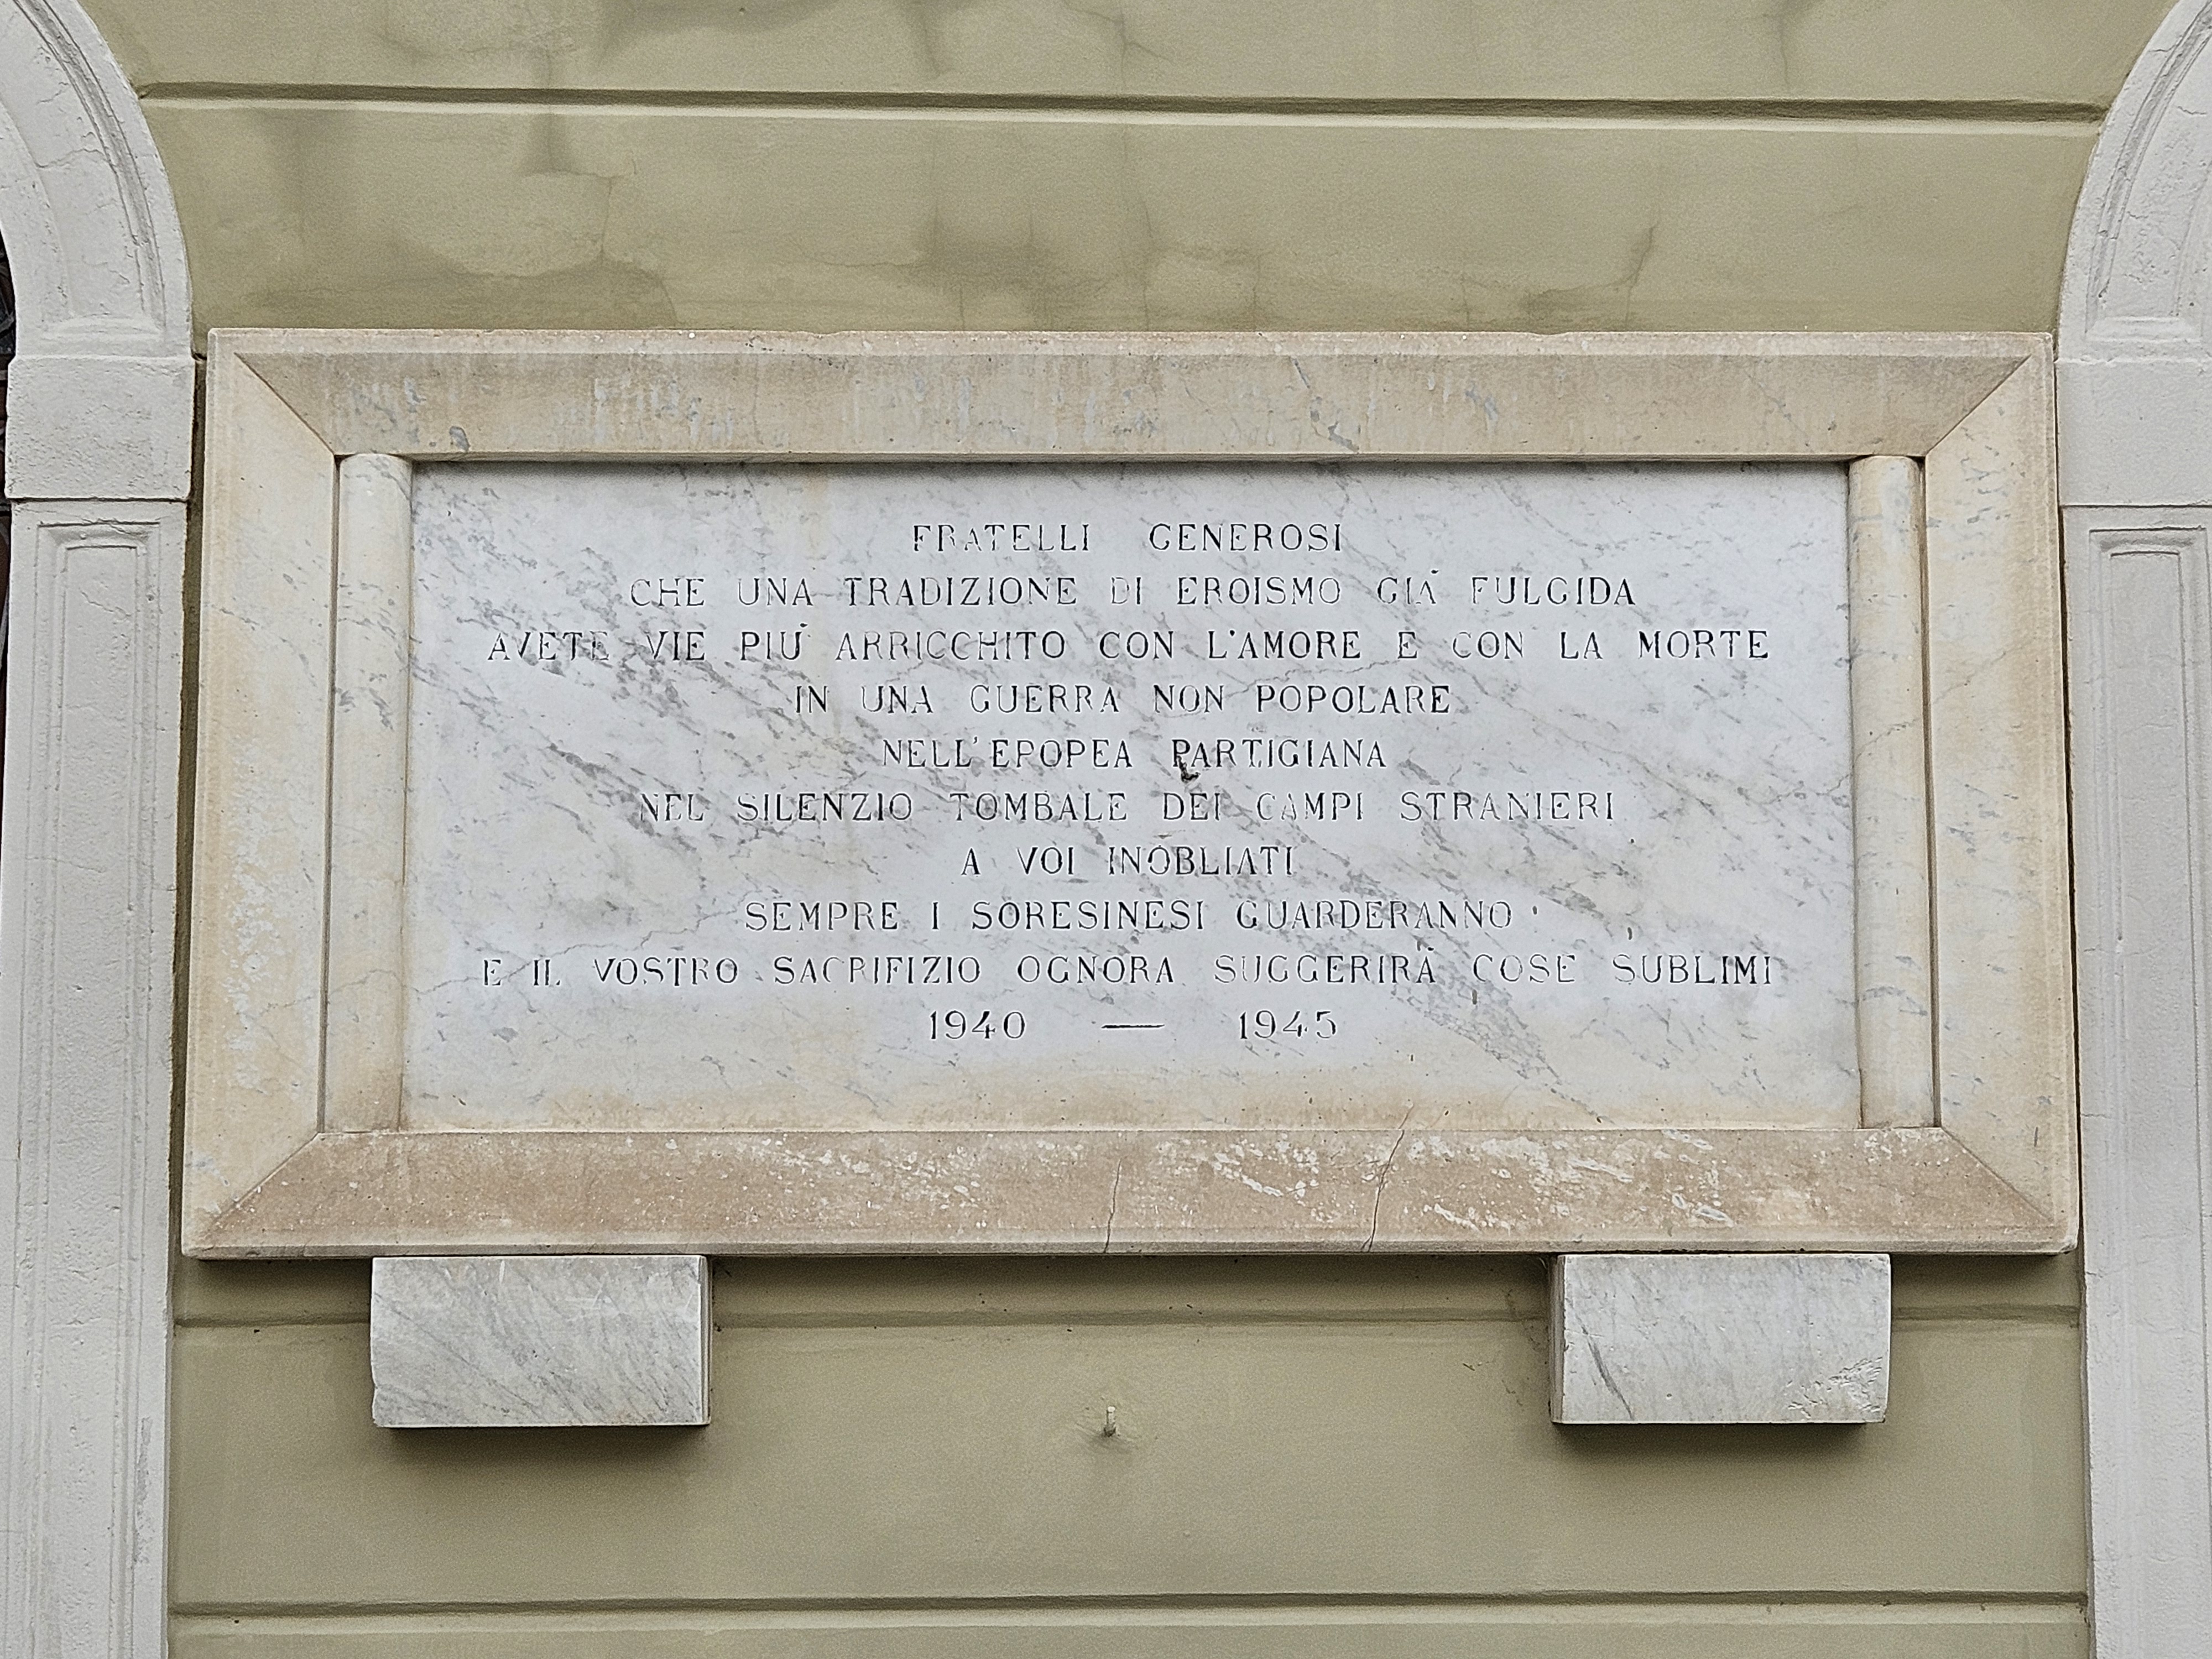 FRATELLI GENEROSI
CHE UNA TRADIZIONE DI EROISMO GIÀ FULGIDA
AVETE VIE PIÙ ARRICCHITO CON L'AMORE E CON LA MORTE
IN UNA GUERRA NON POPOLARE
NELL'EPOPEA PARTIGIANA
NEL SILENZIO TOMBALE DEI CAMPI STRANIERI
A VOI INOBLIATI
SEMPRE I SORESINESI GUARDERANNO
E IL VOSTRO SACRIFIZIO OGNORA SUGGERIRÀ COSE SUBLIMI
1940 — 1945